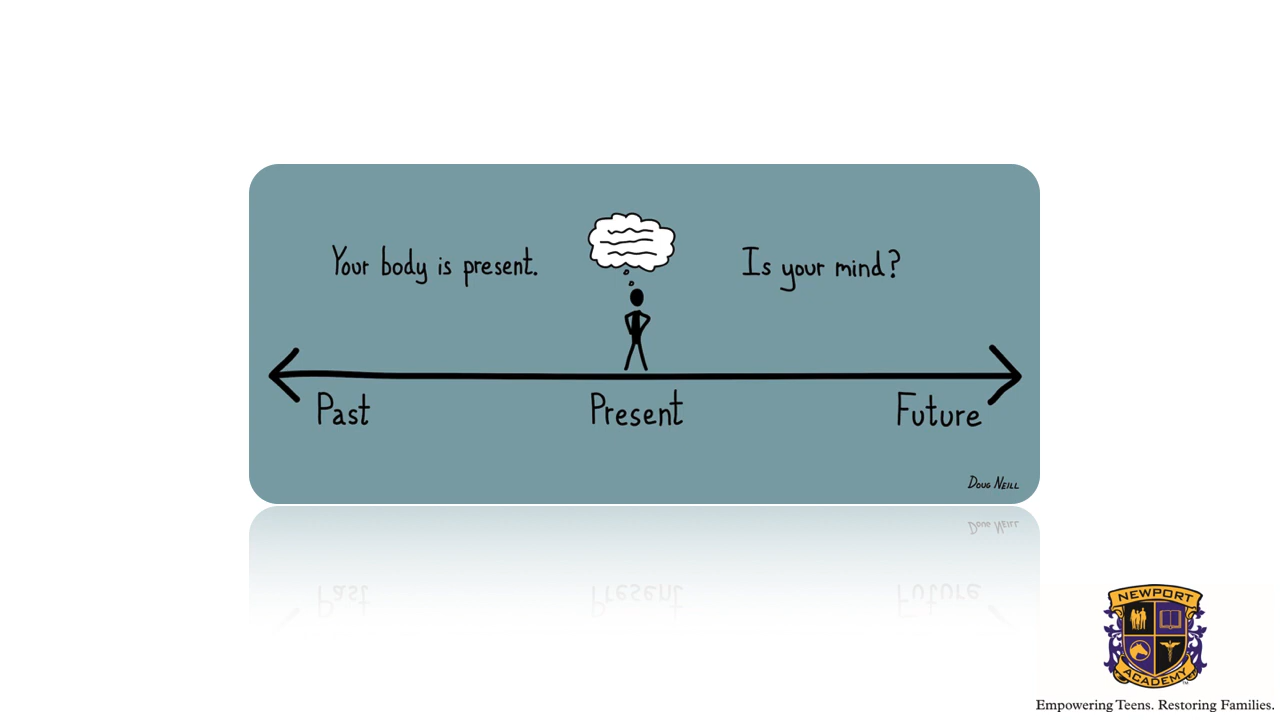 Your body is present.
Is your mind?
Past
Present
Future
Doug Neill
NEWPORT
ACADEMY
Empowering Teens. Restoring Families.